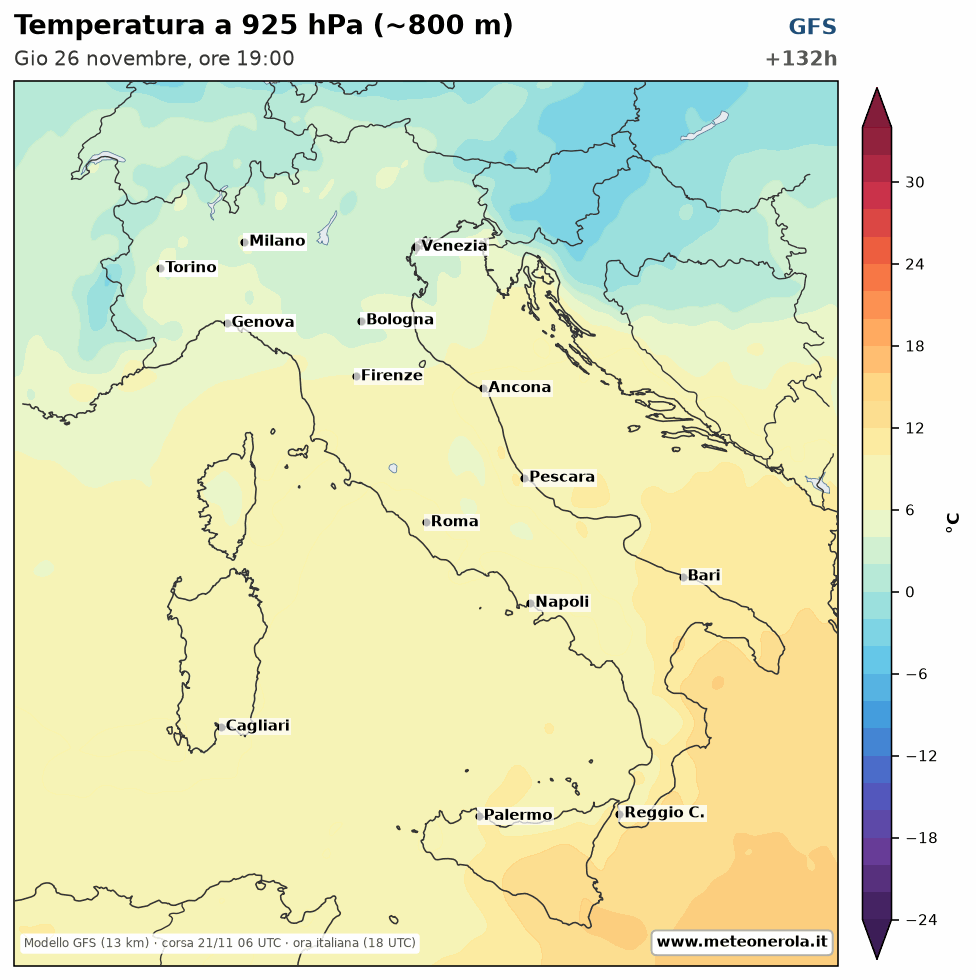 Temperatura a 925 hPa (~800 m)
GFS
Gio 26 novembre, ore 19:00
+132h
Milano
Venezia
Torino
Genova
Bologna
Firenze
Ancona
Pescara
Roma
Bari
Napoli
Cagliari
Palermo
Reggio C.
30
24
18
12
6
0
−6
−12
−18
−24
°C
Modello GFS (13 km) · corsa 21/11 06 UTC · ora italiana (18 UTC)
www.meteonerola.it